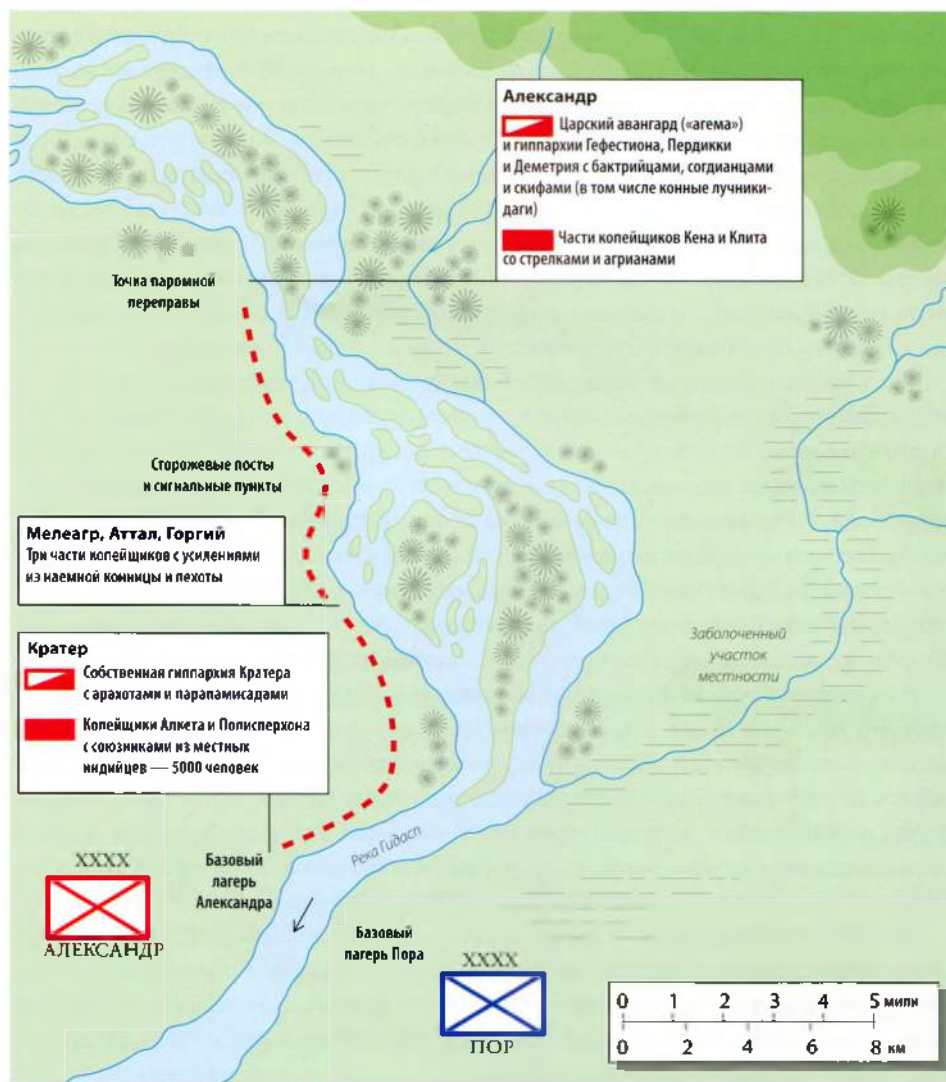 Александр
Царский авангард («агема»)
и гиппархии Гефестиона, Пердикки
и Деметрия с бактрийцами, согдианцами
и скифами (в том числе конные лучники-
даги)
Части копейщиков Кена и Клита
со стрелками и агрианами
Точка паромной
переправы
Сторожевые посты
и сигнальные пункты
Мелеагр, Аттал, Горгий
Три части копейщиков с усилениями
из наемной конницы и пехоты
Кратер
Собственная гиппархия Кратера
с арахотами и парапамисадами
Копейщики Алкета и Полисперхона
с союзниками из местных
индийцев — 5000 человек
Заболоченный
участок
местности
Река Гидасп
Базовый
лагерь
Александра
XXXX
АЛЕКСАНДР
Базовый
лагерь Пора
XXXX
ПОР
0 1 2 3 4 5 мили
0 2 4 6 8 км